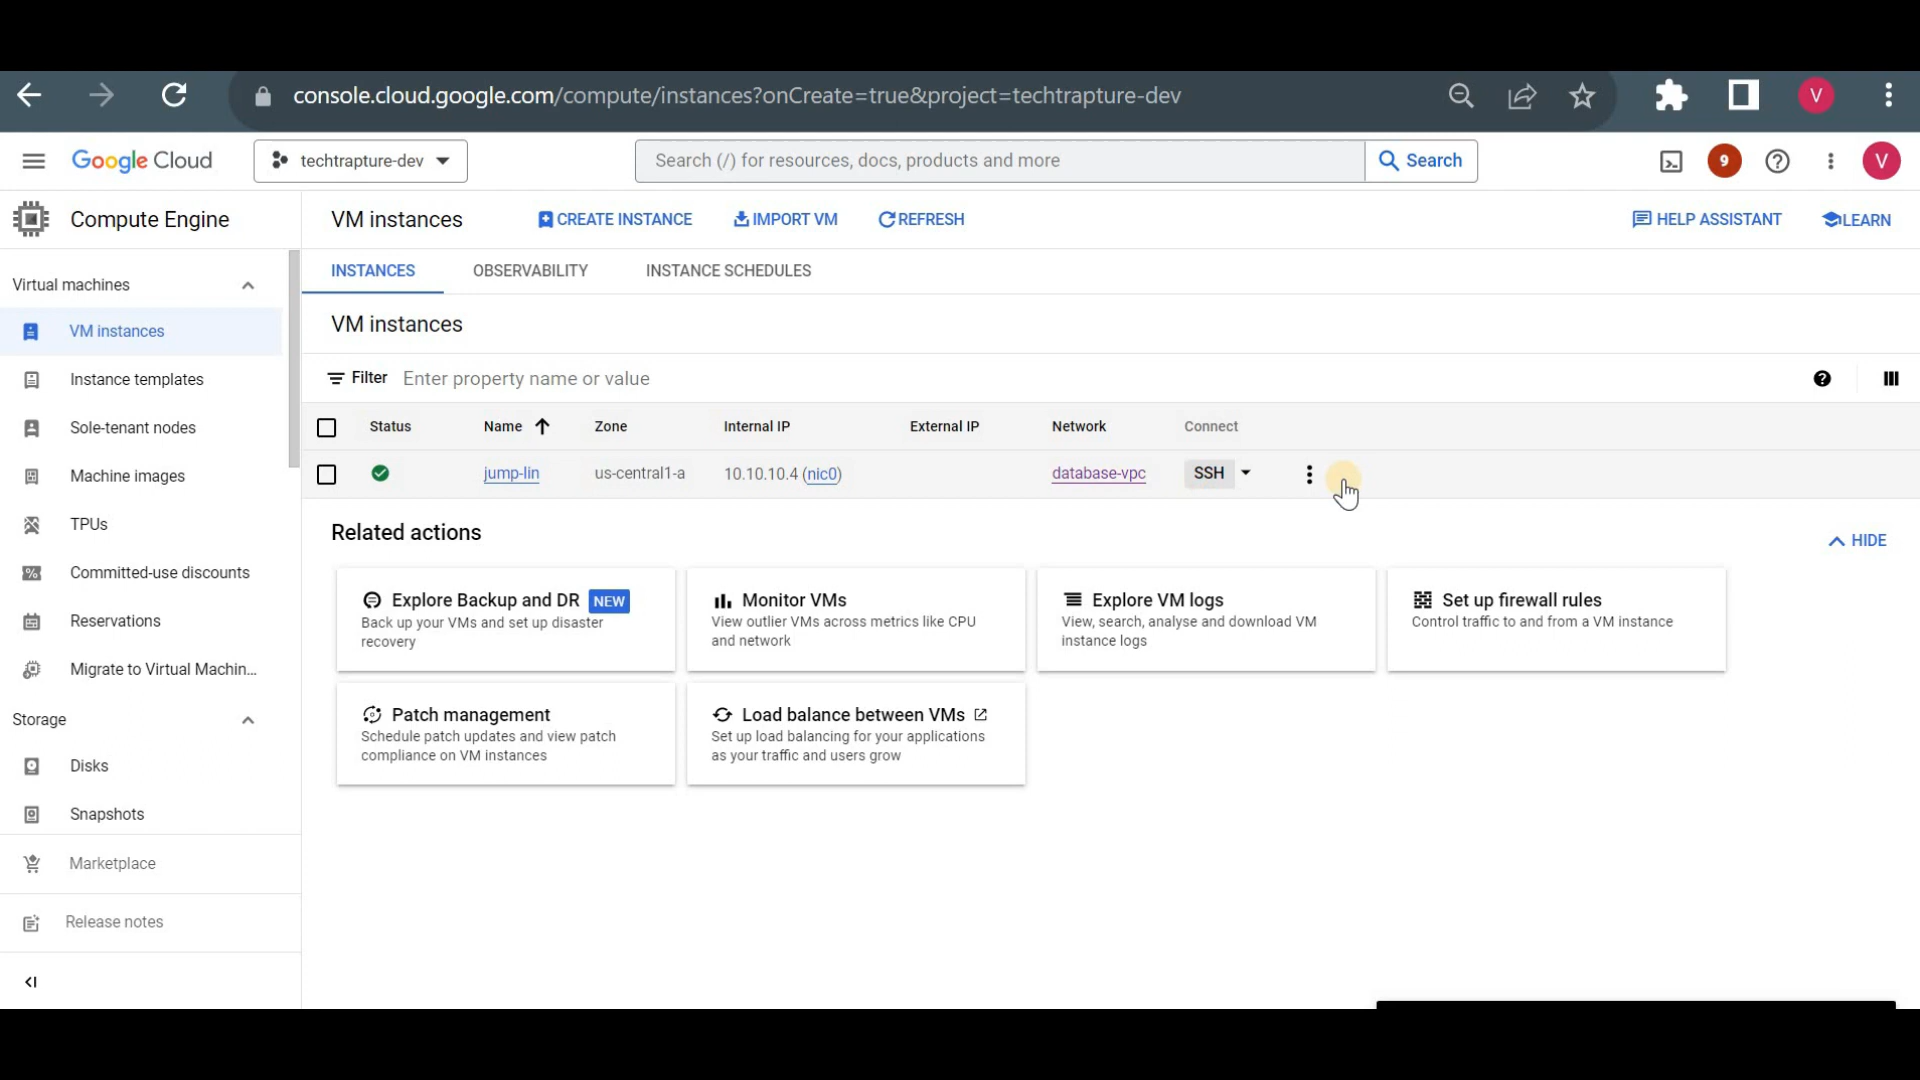 console.cloud.google.com/compute/instances?onCreate=true&project=techtrapture-dev
V
Google Cloud
techtrapture-dev
Search (/) for resources, docs, products and more
Search
9
V
Compute Engine
VM instances
CREATE INSTANCE
IMPORT VM
REFRESH
HELP ASSISTANT
LEARN
Virtual machines
VM instances
Instance templates
Sole-tenant nodes
Machine images
TPUs
Committed-use discounts
Reservations
Migrate to Virtual Machin...
Storage
Disks
Snapshots
Marketplace
Release notes
INSTANCES
OBSERVABILITY
INSTANCE SCHEDULES
VM instances
Filter
Enter property name or value
Status
Name
Zone
Internal IP
External IP
Network
Connect
jump-lin
us-central1-a
10.10.10.4 (nic0)
database-vpc
SSH
Related actions
HIDE
Explore Backup and DR NEW
Back up your VMs and set up disaster
recovery
Monitor VMs
View outlier VMs across metrics like CPU
and network
Explore VM logs
View, search, analyse and download VM
instance logs
Set up firewall rules
Control traffic to and from a VM instance
Patch management
Schedule patch updates and view patch
compliance on VM instances
Load balance between VMs
Set up load balancing for your applications
as your traffic and users grow